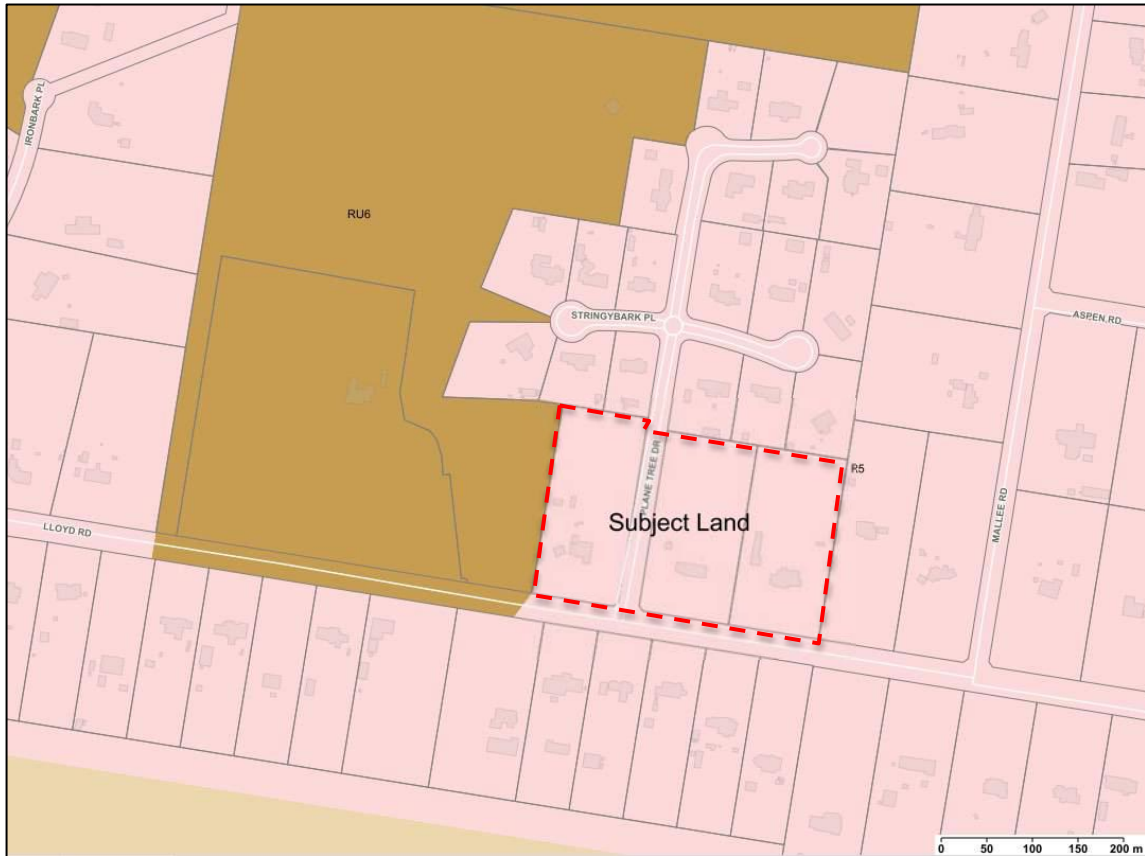 IRONBARK PL
RU6
STRINGYBARK PL
ASPEN RD
PLANE TREE DR
R5
MALLEE RD
LLOYD RD
Subject Land
0 50 100 150 200 m